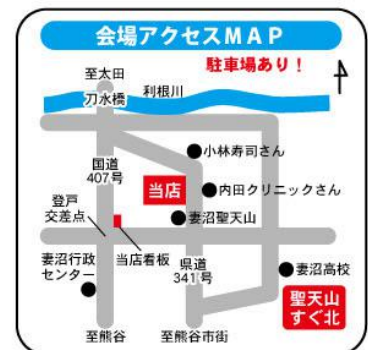 会場アクセスMAP
駐車場あり！
至太田
刀水橋
利根川
小林寿司さん
国道
407号
当店
内田クリニックさん
登戸
交差点
妻沼聖天山
妻沼行政
センター
当店看板
県道
341号
妻沼高校
聖天山
すぐ北
至熊谷
至熊谷市街